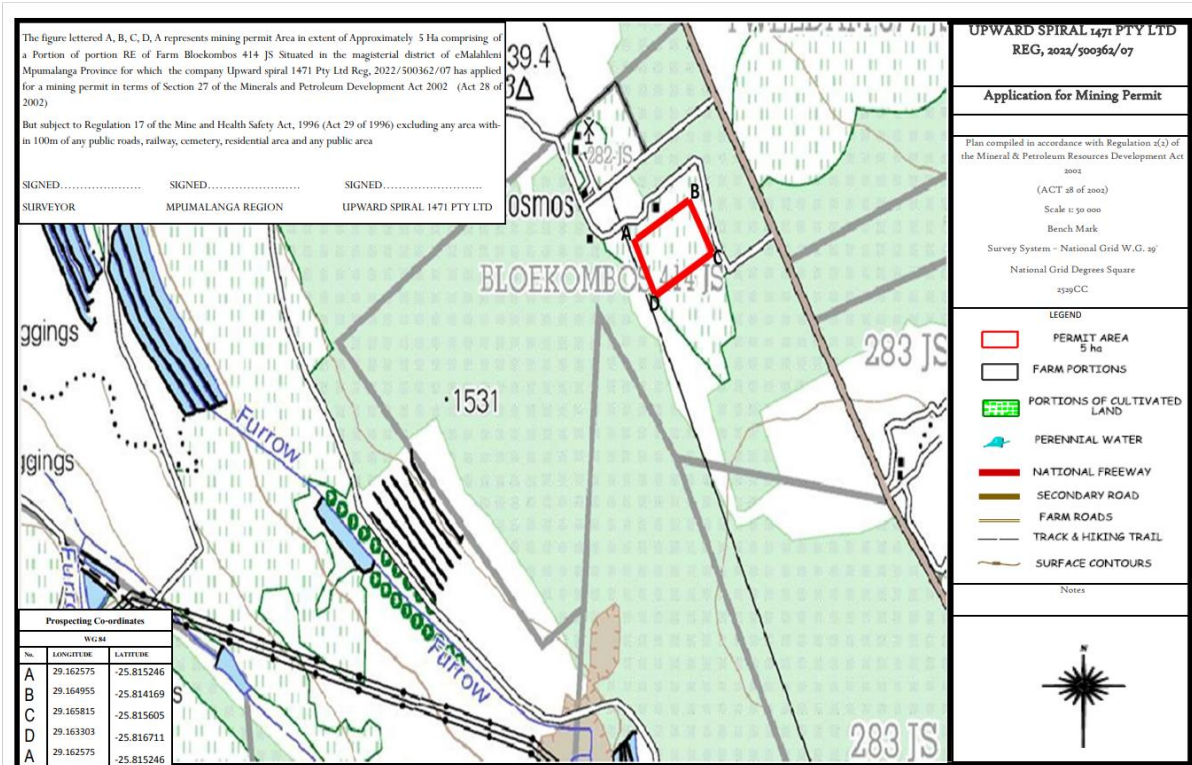 The figure lettered A, B, C, D,A represents mining permit Area in extent of Approximately 5 Ha comprising of
a Portion of portion RE of Farm Bloekombos 414 JS Situated in the magisterial district of eMalahleni
Mpumalanga Province for which the company Upward spiral 1471 Pty Ltd Reg, 2022/500362/07 has applied
for a mining permit in terms of Section 27 of the Minerals and Petroleum Development Act 2002 (Act 28 of
2002)
But subject to Regulation 17 of the Mine and Health Safety Act, 1996 (Act 29 of 1996) excluding any area with-
in 100m of any public roads, railway, cemetery, residential area and any public area
SIGNED..................... SIGNED....................... SIGNED.........................
SURVEYOR MPUMALANGA REGION UPWARD SPIRAL 1471 PTY LTD
39.4
3
282-JS
osmos
A
B
C
D
BLOEKOMBOS 414 JS
283 JS
ggings
·1531
Furrow
ggings
Furrow
283 JS
S
Prospecting Co-ordinates
WG 84
No. LONGITUDE LATITUDE
A 29.162575 -25.815246
B 29.164955 -25.814169
C 29.165815 -25.815605
D 29.163303 -25.816711
A 29.162575 -25.815246
UPWARD SPIRAL 1471 PTY LTD
REG, 2022/500362/07
Application for Mining Permit
Plan compiled in accordance with Regulation 2(2) of
the Mineral & Petroleum Resources Development Act
2002
(ACT 28 of 2002)
Scale 1: 50 000
Bench Mark
Survey System – National Grid W.G. 29°
National Grid Degrees Square
2529CC
LEGEND
PERMIT AREA
5 ha
FARM PORTIONS
PORTIONS OF CULTIVATED
LAND
PERENNIAL WATER
NATIONAL FREEWAY
SECONDARY ROAD
FARM ROADS
TRACK & HIKING TRAIL
SURFACE CONTOURS
Notes
N